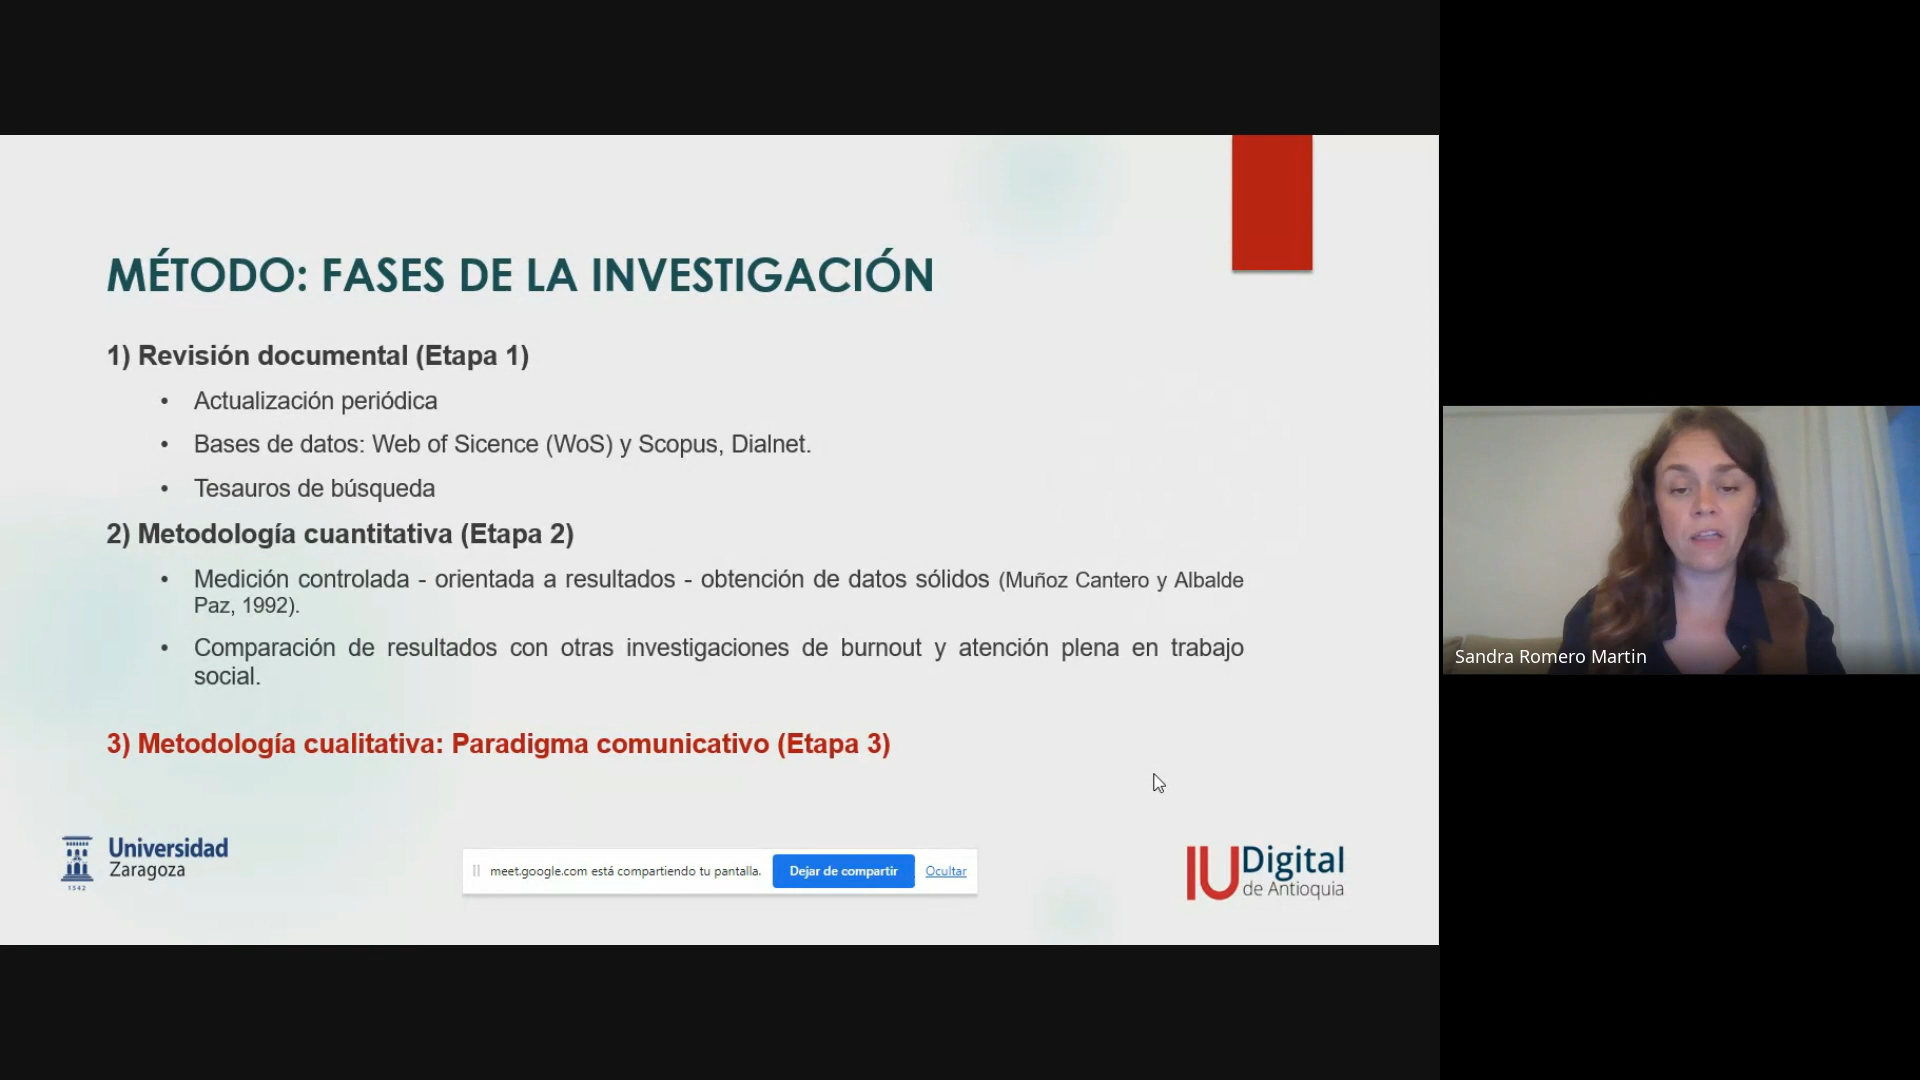 MÉTODO: FASES DE LA INVESTIGACIÓN
1) Revisión documental (Etapa 1)
• Actualización periódica
• Bases de datos: Web of Sicence (WoS) y Scopus, Dialnet.
• Tesauros de búsqueda
2) Metodología cuantitativa (Etapa 2)
• Medición controlada - orientada a resultados - obtención de datos sólidos (Muñoz Cantero y Albalde
Paz, 1992).
• Comparación de resultados con otras investigaciones de burnout y atención plena en trabajo
social.
3) Metodología cualitativa: Paradigma comunicativo (Etapa 3)
Universidad
Zaragoza
1542
meet.google.com está compartiendo tu pantalla.
Dejar de compartir
Ocultar
IU Digital
de Antioquia
Sandra Romero Martin